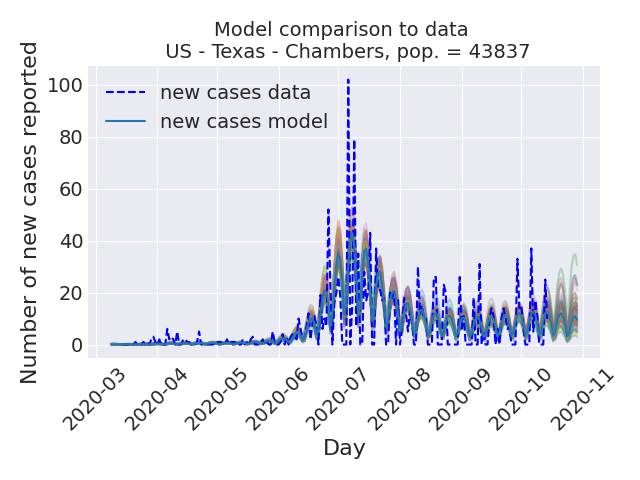 Model comparison to data
US - Texas - Chambers, pop. = 43837
Number of new cases reported
100
80
60
40
20
0
new cases data
new cases model
2020-03
2020-04
2020-05
2020-06
2020-07
2020-08
2020-09
2020-10
2020-11
Day